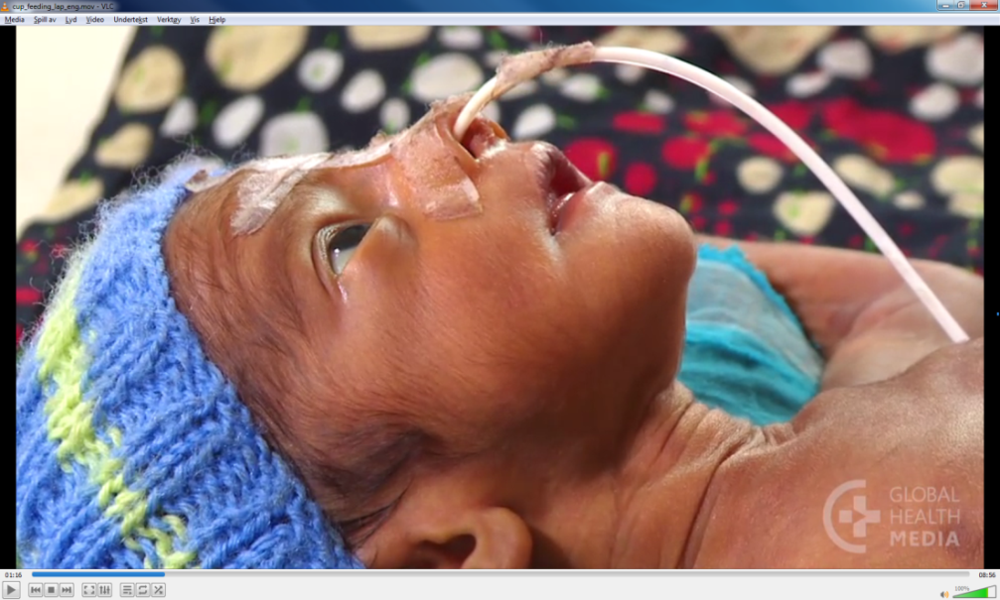 cup_feeding_lap_eng.mov - VLC
Media Spill av Lyd Video Undertekst Verktøy Vis Hjelp
GLOBAL
HEALTH
MEDIA
01:16
08:56
100%